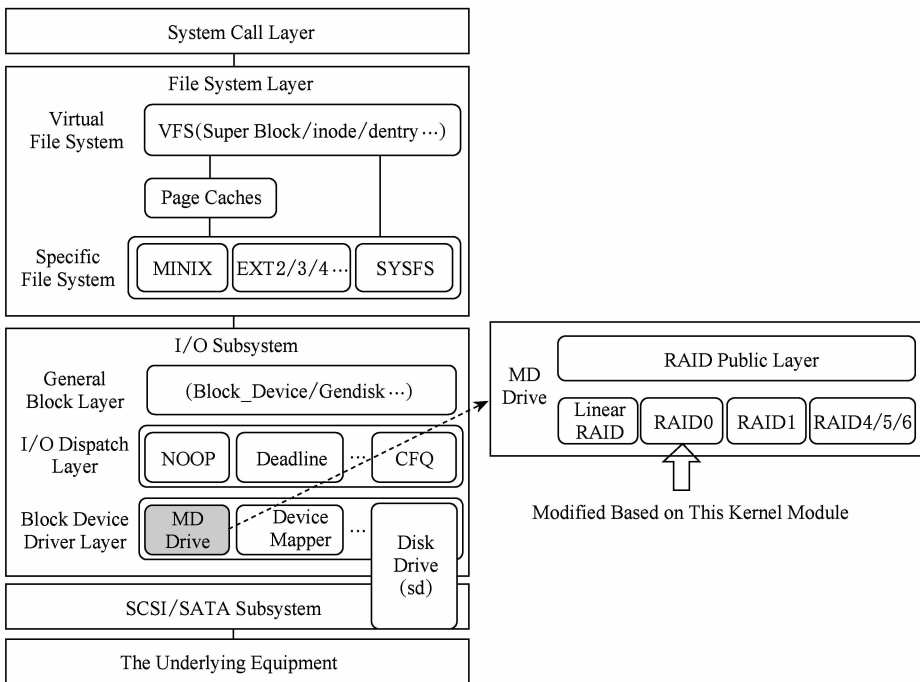 System Call Layer
File System Layer
Virtual
File System
VFS(Super Block/inode/dentry⋯)
Page Caches
Specific
File System
MINIX
EXT2/3/4⋯
SYSFS
I/O Subsystem
General
Block Layer
(Block_Device/Gendisk⋯)
I/O Dispatch
Layer
NOOP
Deadline
⋯
CFQ
Block Device
Driver Layer
MD
Drive
Device
Mapper
⋯
Disk
Drive
(sd)
SCSI/SATA Subsystem
The Underlying Equipment
MD
Drive
RAID Public Layer
Linear
RAID
RAID0
RAID1
RAID4/5/6
Modified Based on This Kernel Module